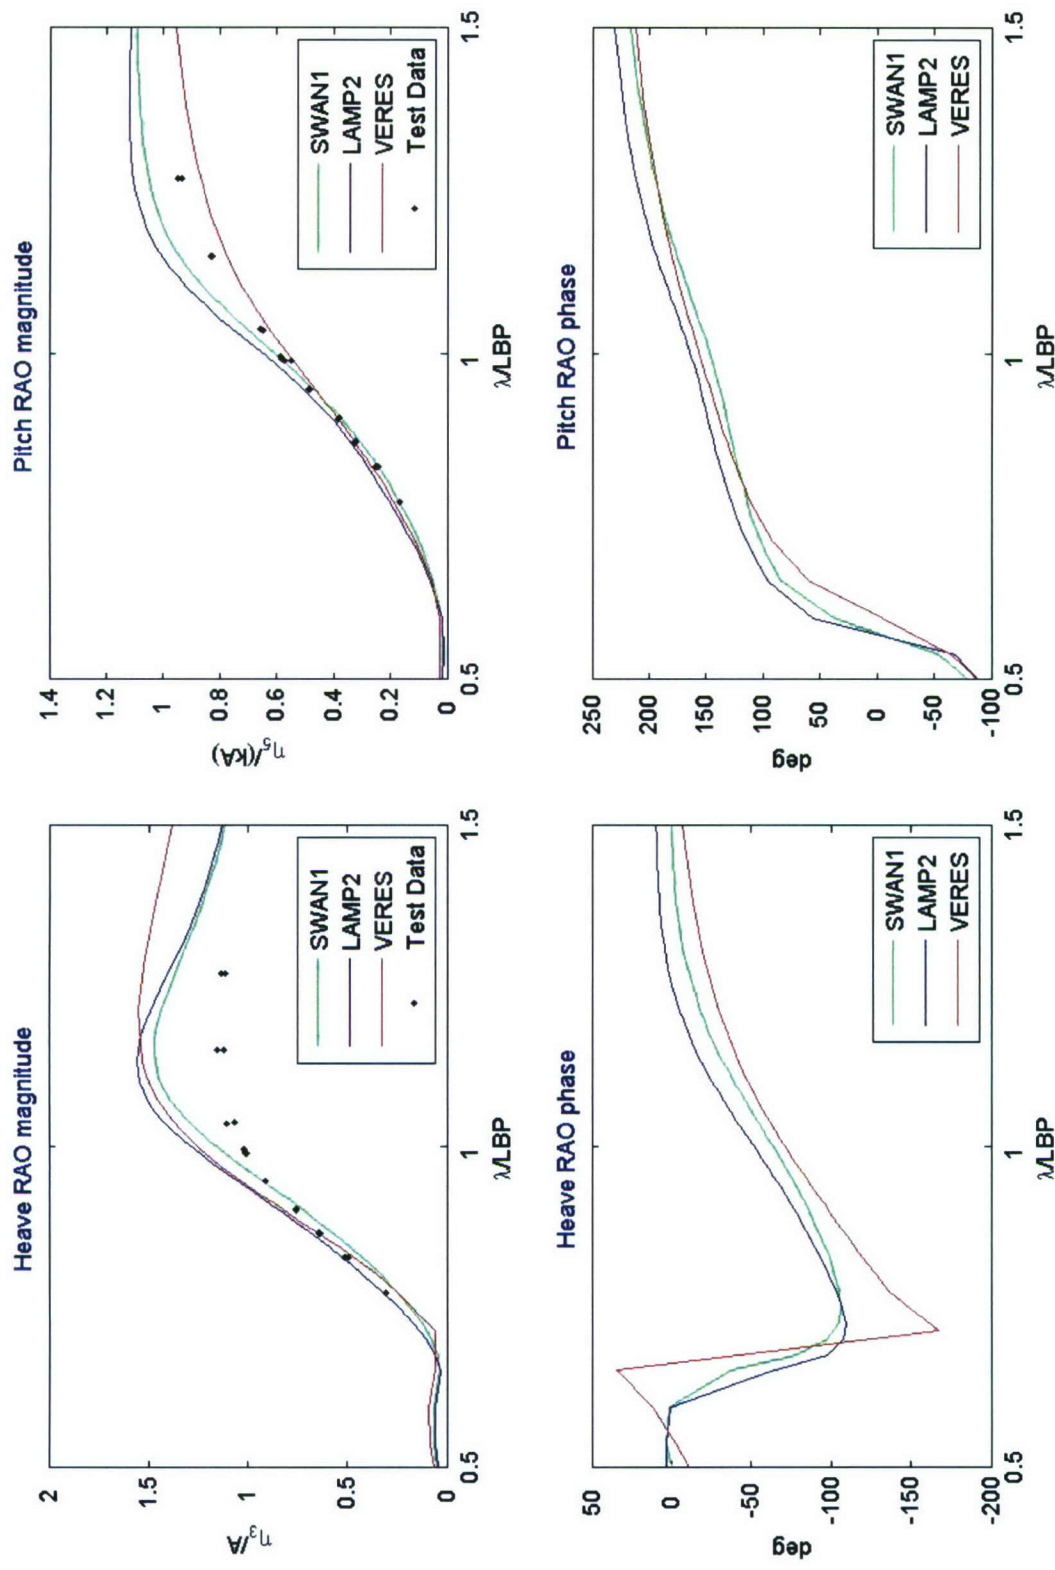 Heave RAO magnitude
η₃/A
2
1.5
1
0.5
0
0.5
1
1.5
λ/LBP
SWAN1
LAMP2
VERES
Test Data
Pitch RAO magnitude
η₅/(kA)
1.4
1.2
1
0.8
0.6
0.4
0.2
0
0.5
1
1.5
λ/LBP
SWAN1
LAMP2
VERES
Test Data
Heave RAO phase
deg
50
0
-50
-100
-150
-200
0.5
1
1.5
λ/LBP
SWAN1
LAMP2
VERES
Pitch RAO phase
deg
250
200
150
100
50
0
-50
-100
0.5
1
1.5
λ/LBP
SWAN1
LAMP2
VERES